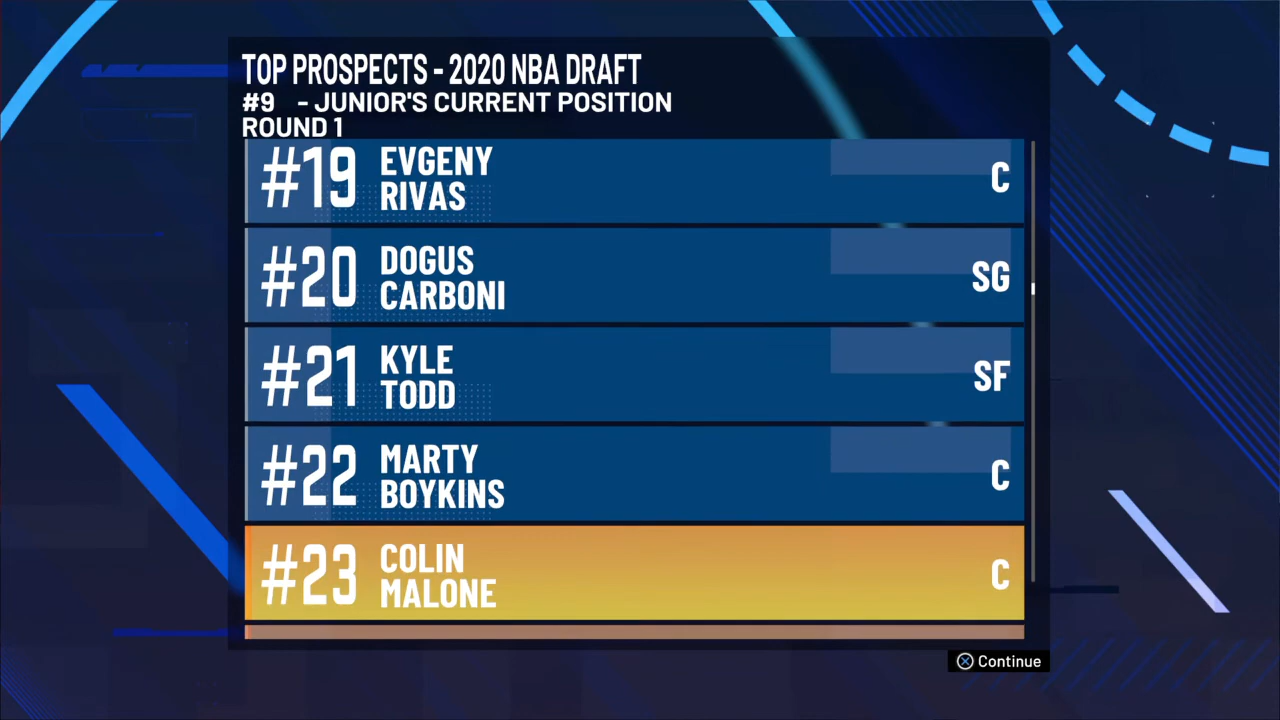 TOP PROSPECTS - 2020 NBA DRAFT
#9 - JUNIOR'S CURRENT POSITION
ROUND 1
#19 EVGENY RIVAS C
#20 DOGUS CARBONI SG
#21 KYLE TODD SF
#22 MARTY BOYKINS C
#23 COLIN MALONE C
Continue